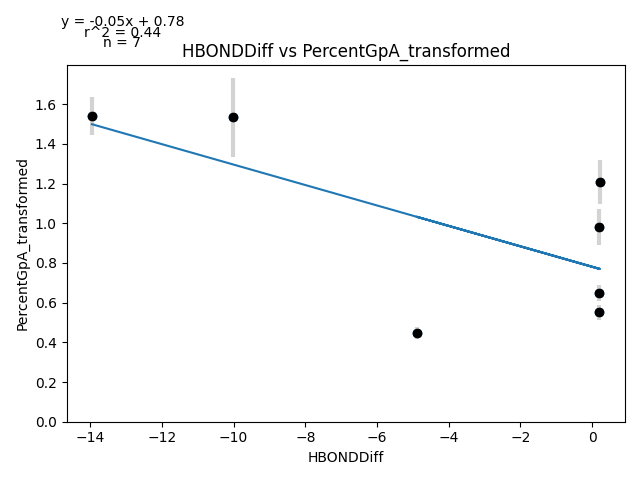 y = -0.05x + 0.78
r^2 = 0.44
n = 7
HBONDDiff vs PercentGpA_transformed
PercentGpA_transformed
1.6
1.4
1.2
1.0
0.8
0.6
0.4
0.2
0.0
−14 −12 −10 −8 −6 −4 −2 0
HBONDDiff